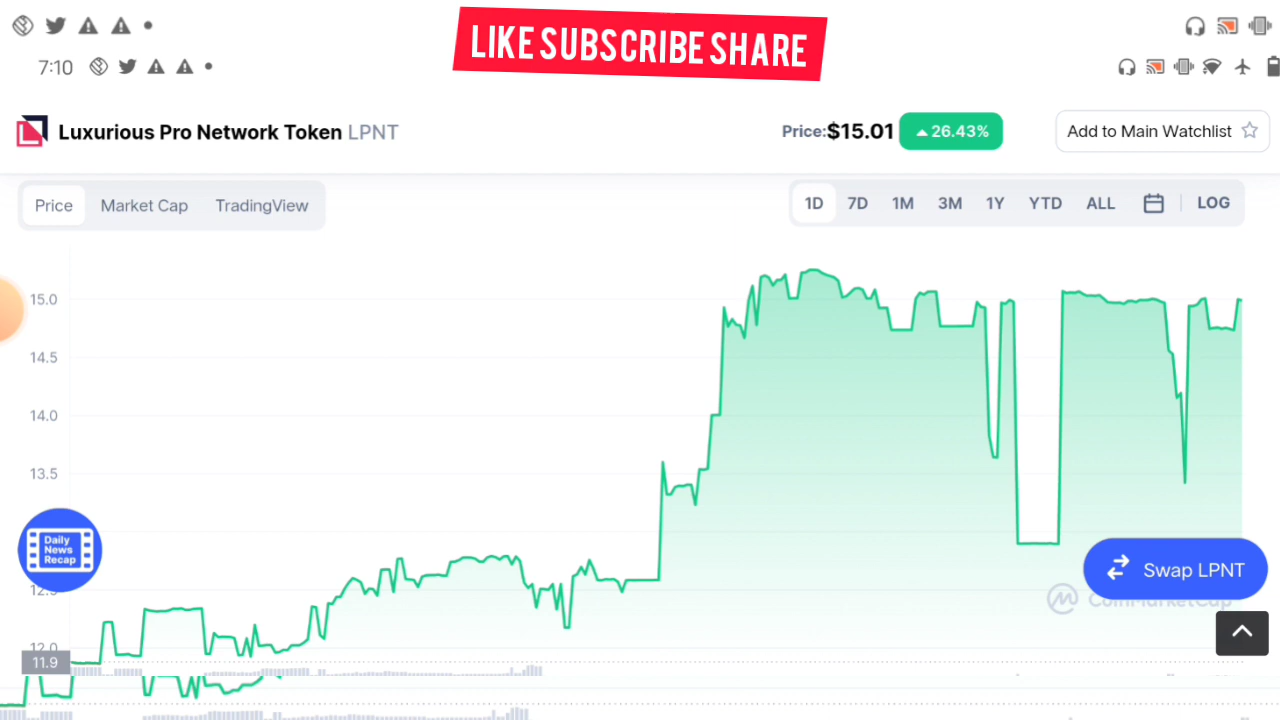 LIKE SUBSCRIBE SHARE
7:10
Luxurious Pro Network Token LPNT
Price:$15.01 26.43%
Add to Main Watchlist
Price Market Cap TradingView
1D 7D 1M 3M 1Y YTD ALL LOG
15.0
14.5
14.0
13.5
Daily
News
Recap
12.5
Swap LPNT
CoinMarketCap
12.0
11.9